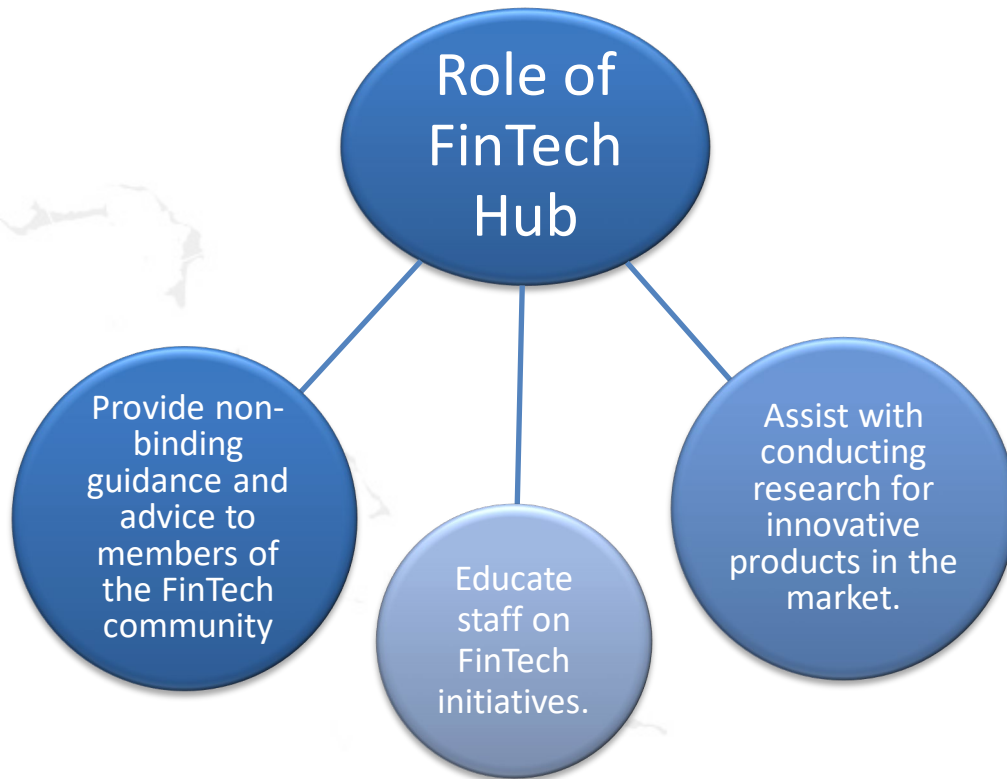 Role of
FinTech
Hub
Provide non-
binding
guidance and
advice to
members of
the FinTech
community
Educate
staff on
FinTech
initiatives.
Assist with
conducting
research for
innovative
products in the
market.